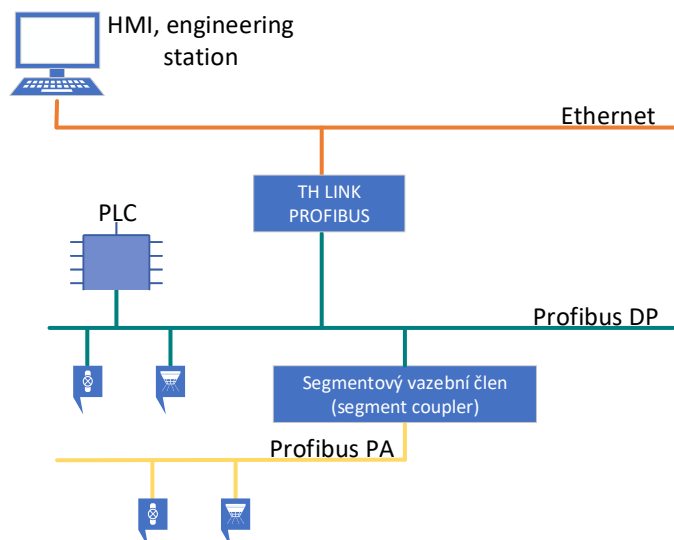 HMI, engineering
station
Ethernet
TH LINK
PROFIBUS
PLC
Profibus DP
Segmentový vazební člen
(segment coupler)
Profibus PA